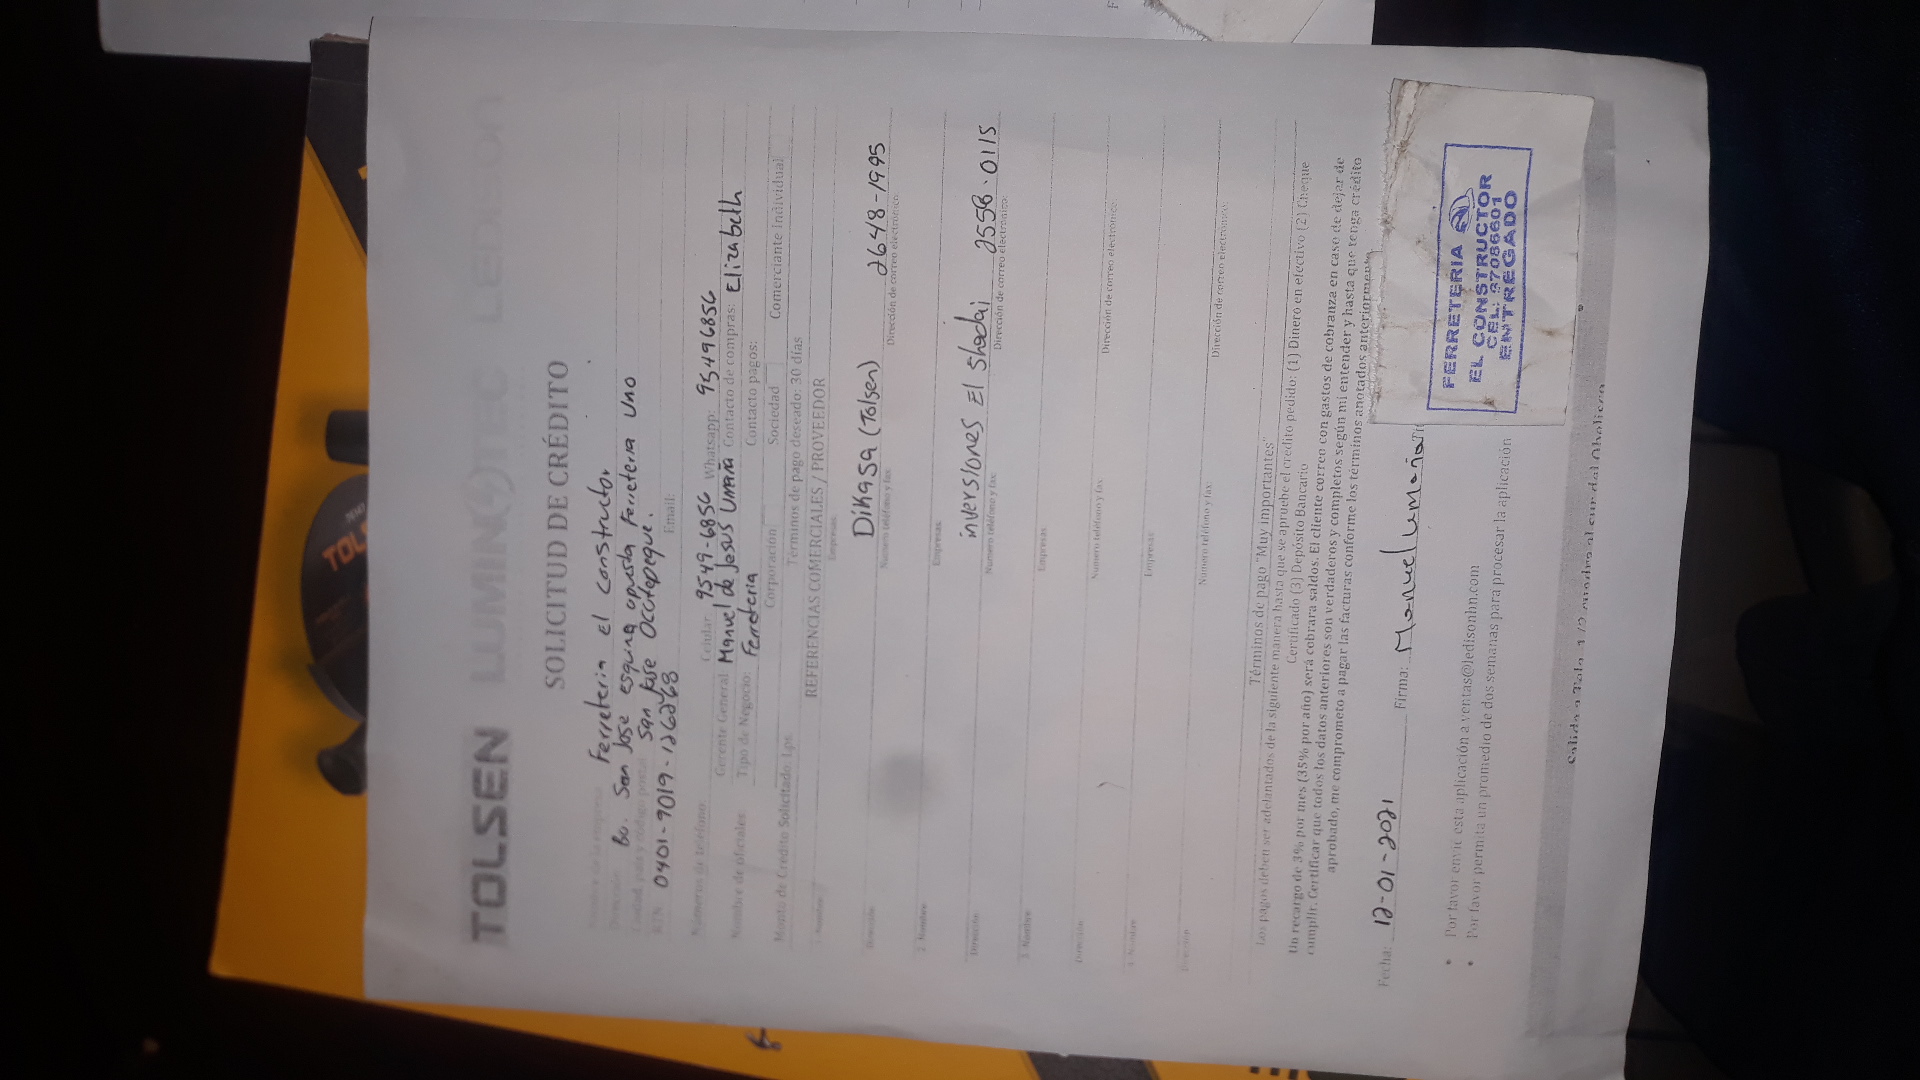 TOLSEN
TOLSEN LUMINOTEC LEDISON
SOLICITUD DE CRÉDITO
Nombre de la empresa: Ferreteria El Constructor
Dirección: Bo. San Jose esquina opusta Ferreteria Uno
Ciudad, país y código postal: San Jose Ocotepeque.
RTN: 0401-9019-126268 Email:
Números de teléfono: Celular: 9549-6856 Whatsapp: 95496856
Gerente General: Manuel de Jesus Umaña Contacto de compras: Elizabeth
Nombre de oficiales: Tipo de Negocio: Ferreteria Contacto pagos:
Corporación Sociedad Comerciante Individual
Monto de Credito Solicitado: Lps. Términos de pago deseado: 30 días
REFERENCIAS COMERCIALES / PROVEEDOR
1. Nombre: Empresas:
Dikasa (Tolsen) 2648-1995
Dirección: Numero teléfono y fax: Dirección de correo electrónico:
2. Nombre: Empresas:
inversiones El Shadai 2558-0115
Dirección: Numero teléfono y fax: Dirección de correo electrónico:
3. Nombre: Empresas:
Dirección: Numero teléfono y fax: Dirección de correo electrónico:
4. Nombre: Empresas:
Dirección: Número teléfono y fax: Dirección de correo electrónico:
Términos de pago "Muy importantes"
Los pagos deben ser adelantados de la siguiente manera hasta que se apruebe el credito pedido: (1) Dinero en efectivo (2) Cheque
Certificado (3) Depósito Bancario
Un recargo de 3% por mes (35% por año) será cobrara saldos. El cliente correo con gastos de cobranza en caso de dejar de
cumplir. Certificar que todos los datos anteriores son verdaderos y completos según mi entender y hasta que tenga crédito
aprobado, me comprometo a pagar las facturas conforme los términos anotados anteriormente
Fecha: 12-01-2021 Firma: Manuel Umaña
• Por favor envié esta aplicación a ventas@ledisonhn.com
• Por favor permita un promedio de dos semanas para procesar la aplicación
FERRETERIA
EL CONSTRUCTOR
CEL: 97086601
ENTREGADO
Salida a Tela, 1/2 cuadra al sur del Obelisco